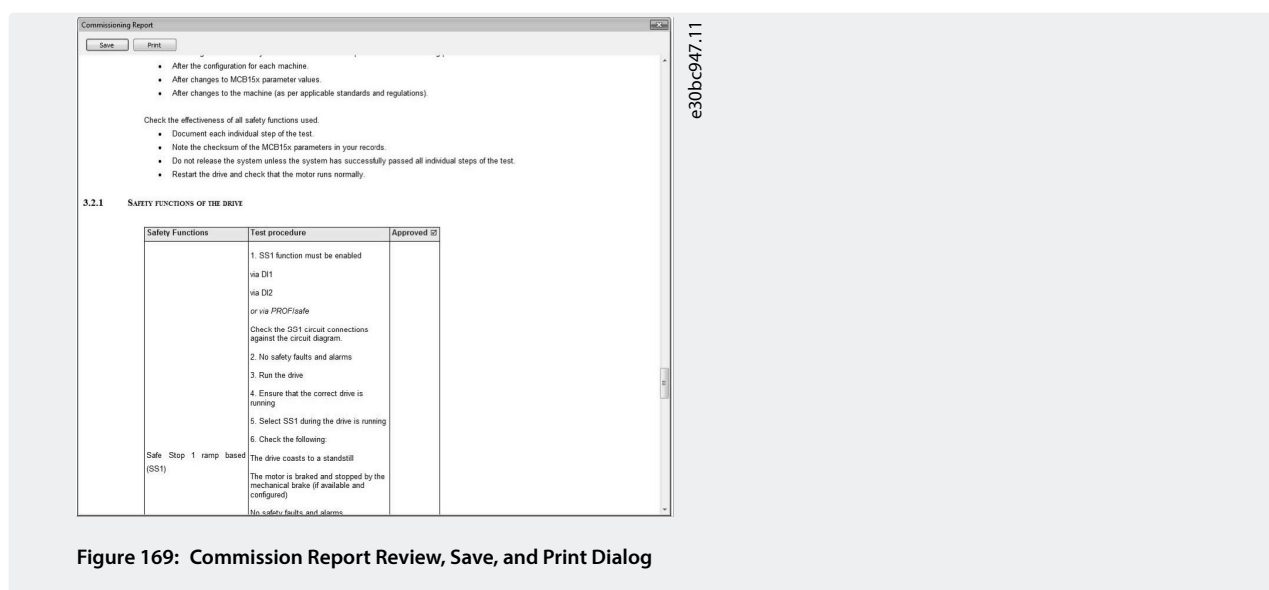 Commissioning Report
Save Print
• After the configuration for each machine.
• After changes to MCB15x parameter values.
• After changes to the machine (as per applicable standards and regulations).
Check the effectiveness of all safety functions used.
• Document each individual step of the test.
• Note the checksum of the MCB15x parameters in your records.
• Do not release the system unless the system has successfully passed all individual steps of the test.
• Restart the drive and check that the motor runs normally.
3.2.1 SAFETY FUNCTIONS OF THE DRIVE
Safety Functions Test procedure Approved ☑
1. SS1 function must be enabled
via DI1
via DI2
or via PROFIsafe
Check the SS1 circuit connections
against the circuit diagram.
2. No safety faults and alarms
3. Run the drive
4. Ensure that the correct drive is
running
5. Select SS1 during the drive is running
6. Check the following:
Safe Stop 1 ramp based
(SS1)
The drive coasts to a standstill
The motor is braked and stopped by the
mechanical brake (if available and
configured)
No safety faults and alarms
e30bc947.11
Figure 169: Commission Report Review, Save, and Print Dialog